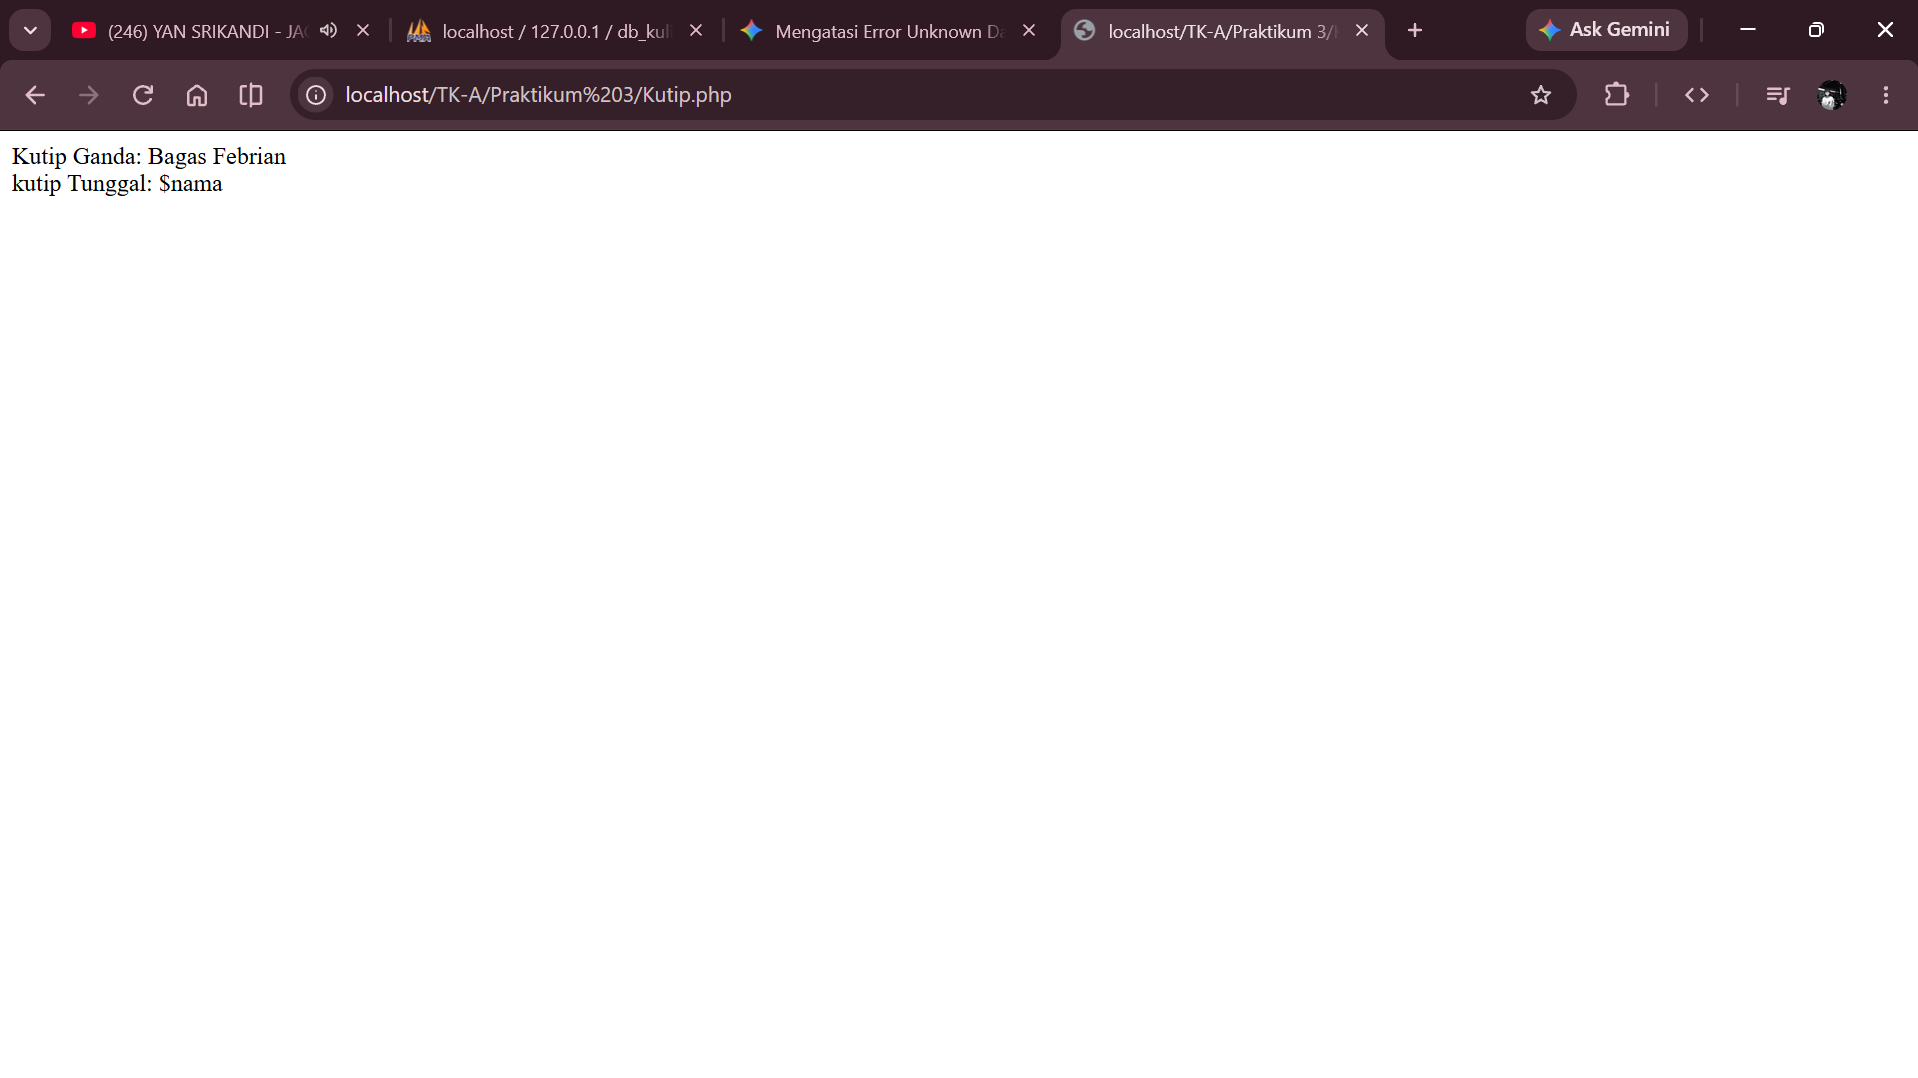 (246) YAN SRIKANDI - JA
localhost / 127.0.0.1 / db_kul
Mengatasi Error Unknown Da
localhost/TK-A/Praktikum 3/
Ask Gemini
localhost/TK-A/Praktikum%203/Kutip.php
Kutip Ganda: Bagas Febrian
kutip Tunggal: $nama